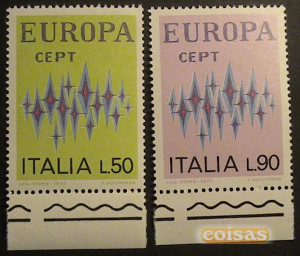 EUROPA
CEPT
ITALIA L.50
EUROPA
CEPT
ITALIA L.90
coisas